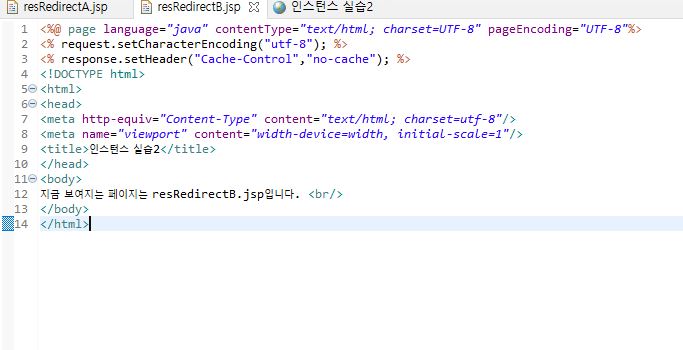 resRedirectA.jsp resRedirectB.jsp 인스턴스 실습2
1 <%@ page language="java" contentType="text/html; charset=UTF-8" pageEncoding="UTF-8"%>
2 <% request.setCharacterEncoding("utf-8"); %>
3 <% response.setHeader("Cache-Control","no-cache"); %>
4 <!DOCTYPE html>
5 <html>
6 <head>
7 <meta http-equiv="Content-Type" content="text/html; charset=utf-8"/>
8 <meta name="viewport" content="width-device=width, initial-scale=1"/>
9 <title>인스턴스 실습2</title>
10 </head>
11 <body>
12 지금 보여지는 페이지는 resRedirectB.jsp입니다. <br/>
13 </body>
14 </html>